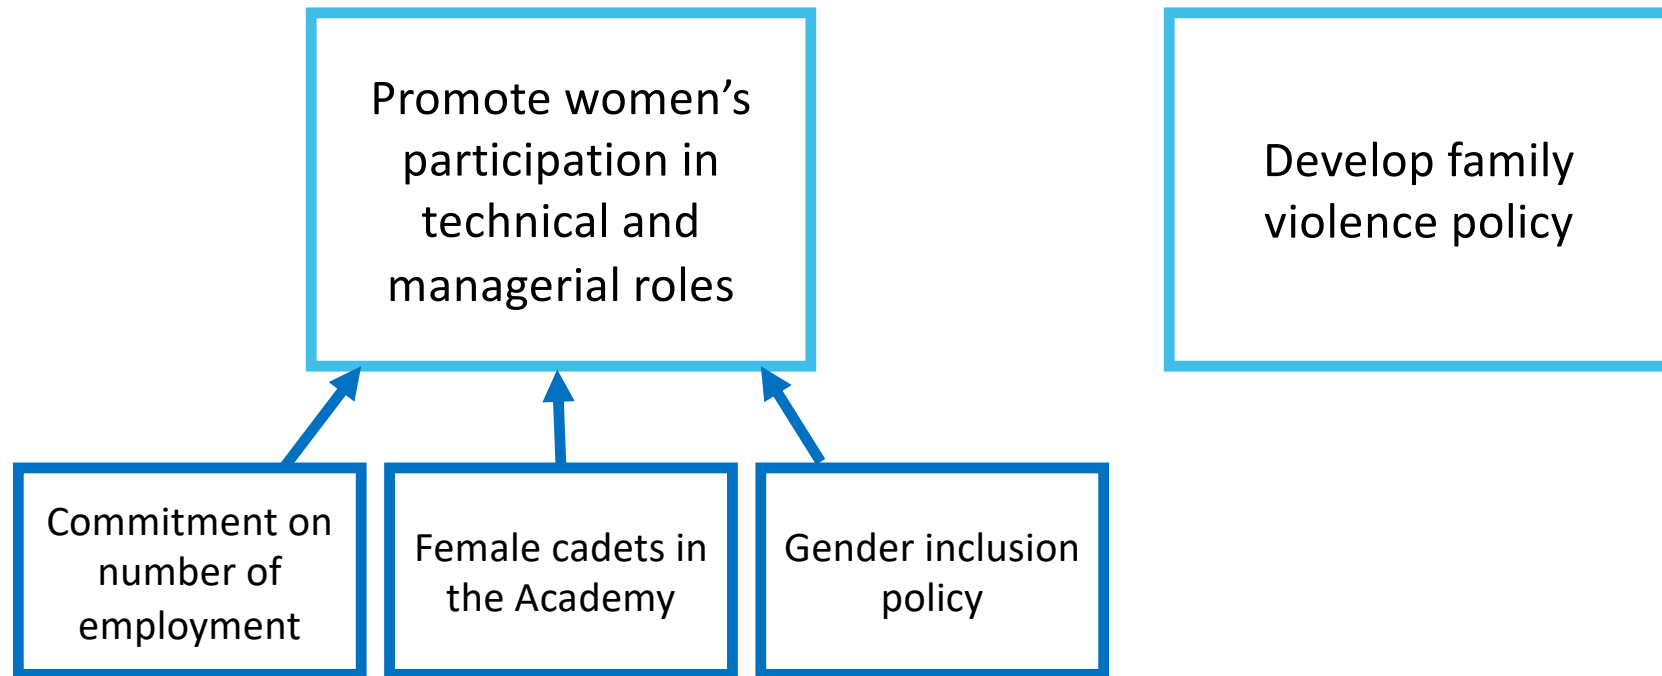 Promote women’s
participation in
technical and
managerial roles
Develop family
violence policy
Commitment on
number of
employment
Female cadets in
the Academy
Gender inclusion
policy